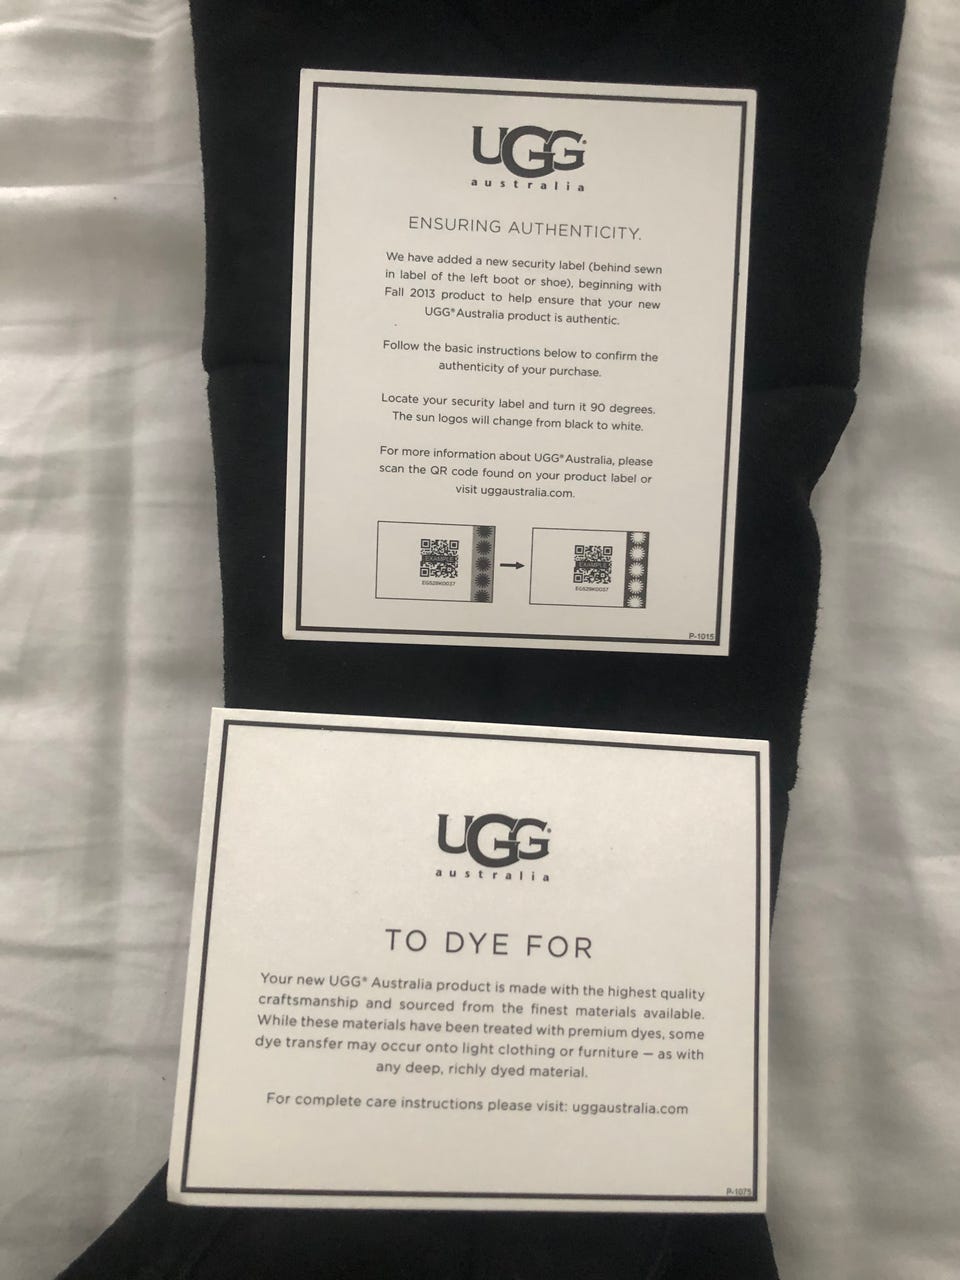 UGG®
australia
ENSURING AUTHENTICITY.
We have added a new security label (behind sewn
in label of the left boot or shoe), beginning with
Fall 2013 product to help ensure that your new
UGG® Australia product is authentic.
Follow the basic instructions below to confirm the
authenticity of your purchase.
Locate your security label and turn it 90 degrees.
The sun logos will change from black to white.
For more information about UGG® Australia, please
scan the QR code found on your product label or
visit uggaustralia.com.
EXAMPLE EXAMPLE
EG529K0037 EG529K0037
P-1015
UGG®
australia
TO DYE FOR
Your new UGG® Australia product is made with the highest quality
craftsmanship and sourced from the finest materials available.
While these materials have been treated with premium dyes, some
dye transfer may occur onto light clothing or furniture — as with
any deep, richly dyed material.
For complete care instructions please visit: uggaustralia.com
P-1075